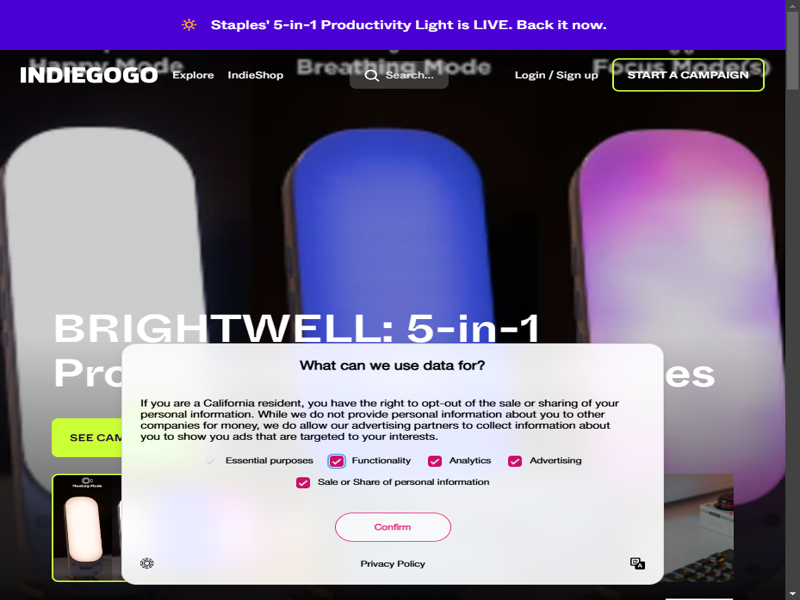 Staples' 5-in-1 Productivity Light is LIVE. Back it now.
Happy Mode
Breathing Mode
Focus Mode(s)
INDIEGOGO
Explore
IndieShop
Search...
Login / Sign up
START A CAMPAIGN
BRIGHTWELL: 5-in-1
Pro
es
SEE CAM
Meeting Mode
What can we use data for?
If you are a California resident, you have the right to opt-out of the sale or sharing of your
personal information. While we do not provide personal information about you to other
companies for money, we do allow our advertising partners to collect information about
you to show you ads that are targeted to your interests.
Essential purposes
Functionality
Analytics
Advertising
Sale or Share of personal information
Confirm
Privacy Policy